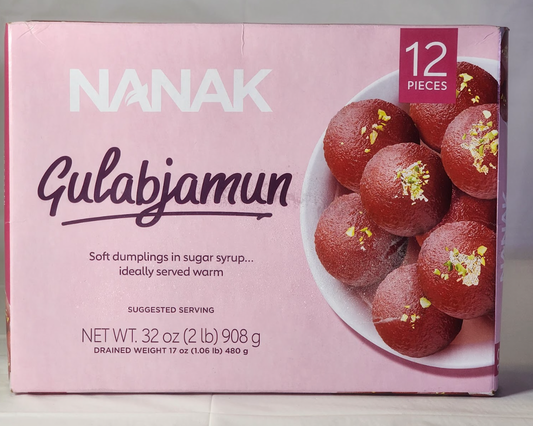 NANAK
12
PIECES
Gulabjamun
Soft dumplings in sugar syrup...
ideally served warm
SUGGESTED SERVING
NET WT. 32 oz (2 lb) 908 g
DRAINED WEIGHT 17 oz (1.06 lb) 480 g